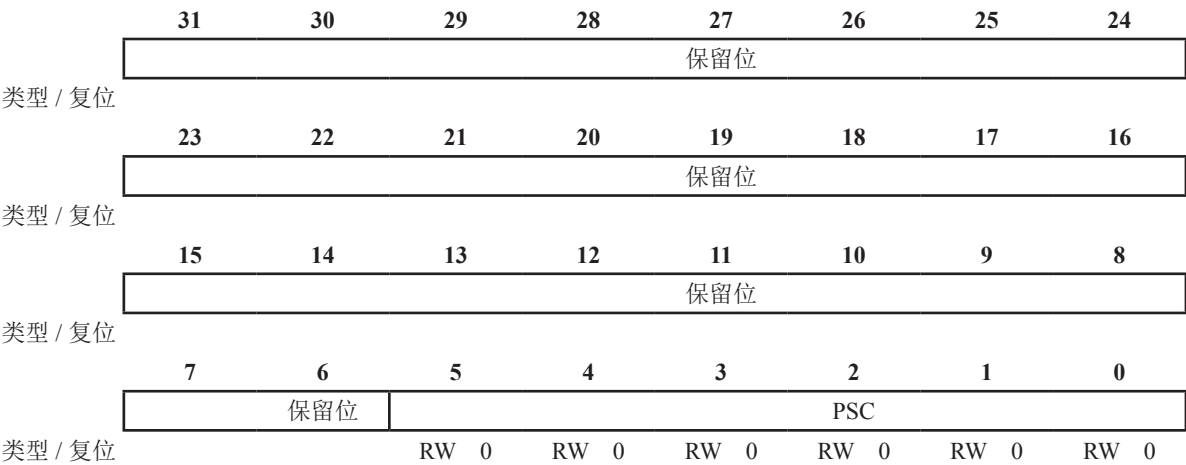 31 30 29 28 27 26 25 24
保留位
类型 / 复位
23 22 21 20 19 18 17 16
保留位
类型 / 复位
15 14 13 12 11 10 9 8
保留位
类型 / 复位
7 6 5 4 3 2 1 0
保留位 PSC
类型 / 复位 RW 0 RW 0 RW 0 RW 0 RW 0 RW 0